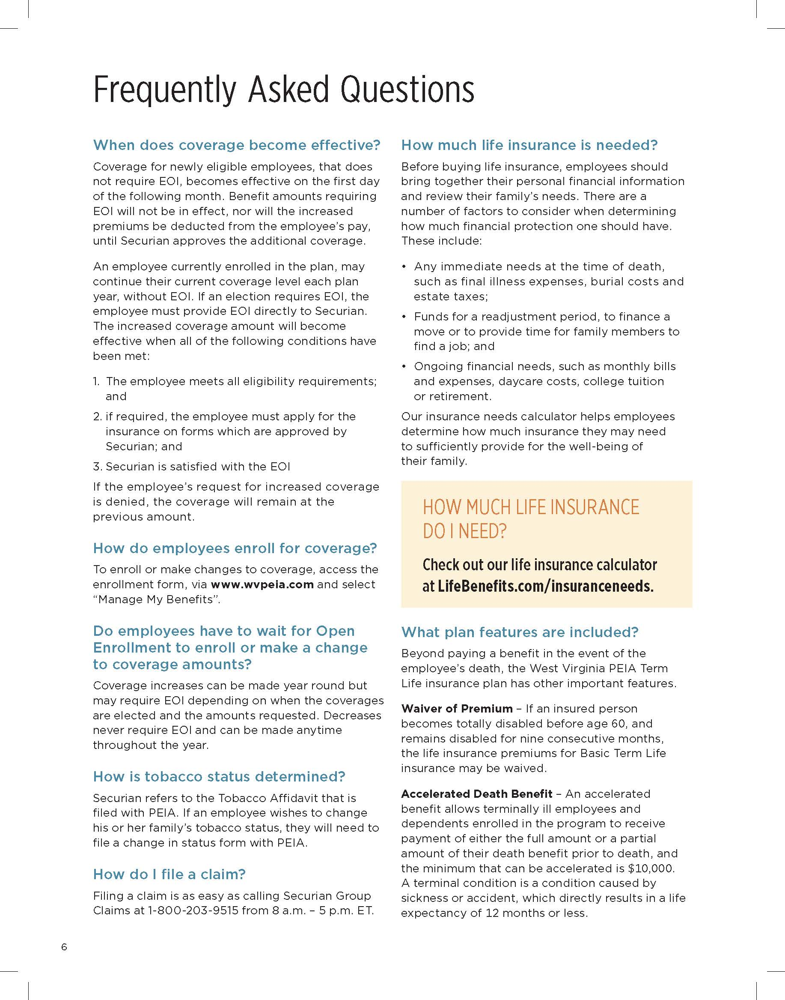 Frequently Asked Questions
When does coverage become effective?
Coverage for newly eligible employees, that does
not require EOI, becomes effective on the first day
of the following month. Benefit amounts requiring
EOI will not be in effect, nor will the increased
premiums be deducted from the employee’s pay,
until Securian approves the additional coverage.
An employee currently enrolled in the plan, may
continue their current coverage level each plan
year, without EOI. If an election requires EOI, the
employee must provide EOI directly to Securian.
The increased coverage amount will become
effective when all of the following conditions have
been met:
1. The employee meets all eligibility requirements;
and
2. if required, the employee must apply for the
insurance on forms which are approved by
Securian; and
3. Securian is satisfied with the EOI
If the employee’s request for increased coverage
is denied, the coverage will remain at the
previous amount.
How do employees enroll for coverage?
To enroll or make changes to coverage, access the
enrollment form, via www.wvpeia.com and select
“Manage My Benefits”.
Do employees have to wait for Open
Enrollment to enroll or make a change
to coverage amounts?
Coverage increases can be made year round but
may require EOI depending on when the coverages
are elected and the amounts requested. Decreases
never require EOI and can be made anytime
throughout the year.
How is tobacco status determined?
Securian refers to the Tobacco Affidavit that is
filed with PEIA. If an employee wishes to change
his or her family’s tobacco status, they will need to
file a change in status form with PEIA.
How do I file a claim?
Filing a claim is as easy as calling Securian Group
Claims at 1-800-203-9515 from 8 a.m. – 5 p.m. ET.
How much life insurance is needed?
Before buying life insurance, employees should
bring together their personal financial information
and review their family’s needs. There are a
number of factors to consider when determining
how much financial protection one should have.
These include:
• Any immediate needs at the time of death,
such as final illness expenses, burial costs and
estate taxes;
• Funds for a readjustment period, to finance a
move or to provide time for family members to
find a job; and
• Ongoing financial needs, such as monthly bills
and expenses, daycare costs, college tuition
or retirement.
Our insurance needs calculator helps employees
determine how much insurance they may need
to sufficiently provide for the well-being of
their family.
HOW MUCH LIFE INSURANCE
DO I NEED?
Check out our life insurance calculator
at LifeBenefits.com/insuranceneeds.
What plan features are included?
Beyond paying a benefit in the event of the
employee’s death, the West Virginia PEIA Term
Life insurance plan has other important features.
Waiver of Premium – If an insured person
becomes totally disabled before age 60, and
remains disabled for nine consecutive months,
the life insurance premiums for Basic Term Life
insurance may be waived.
Accelerated Death Benefit – An accelerated
benefit allows terminally ill employees and
dependents enrolled in the program to receive
payment of either the full amount or a partial
amount of their death benefit prior to death, and
the minimum that can be accelerated is $10,000.
A terminal condition is a condition caused by
sickness or accident, which directly results in a life
expectancy of 12 months or less.
6